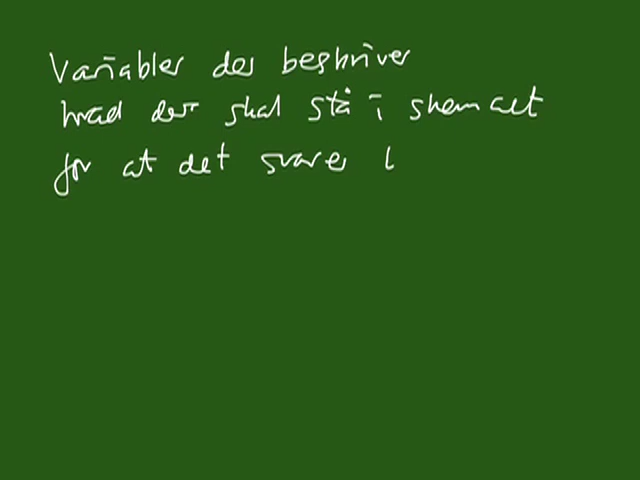 Variabler der beskriver
hvad der skal stå i skemaet
for at det svarer